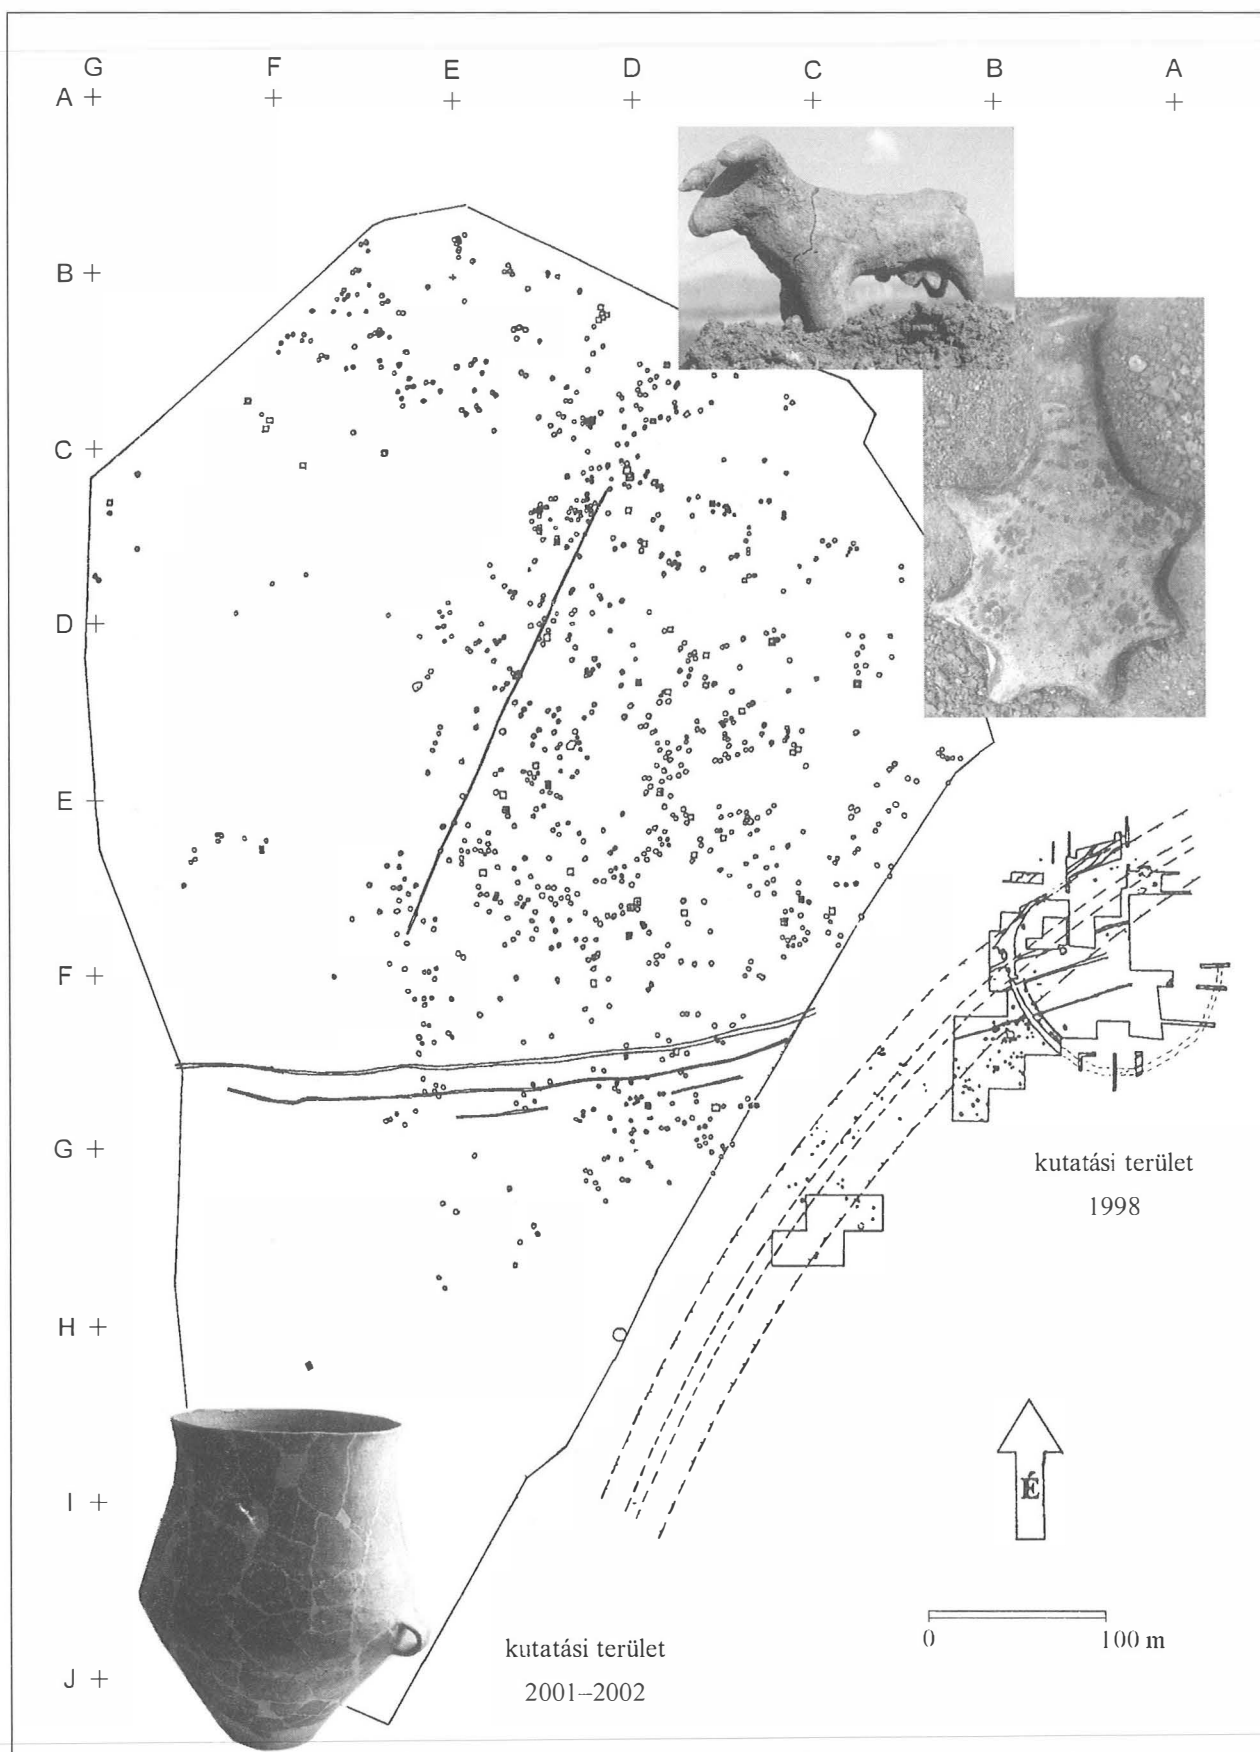 G F E D C B A
A
B
C
D
E
F
G
H
I
J
kutatási terület
1998
É
0 100 m
kutatási terület
2001–2002